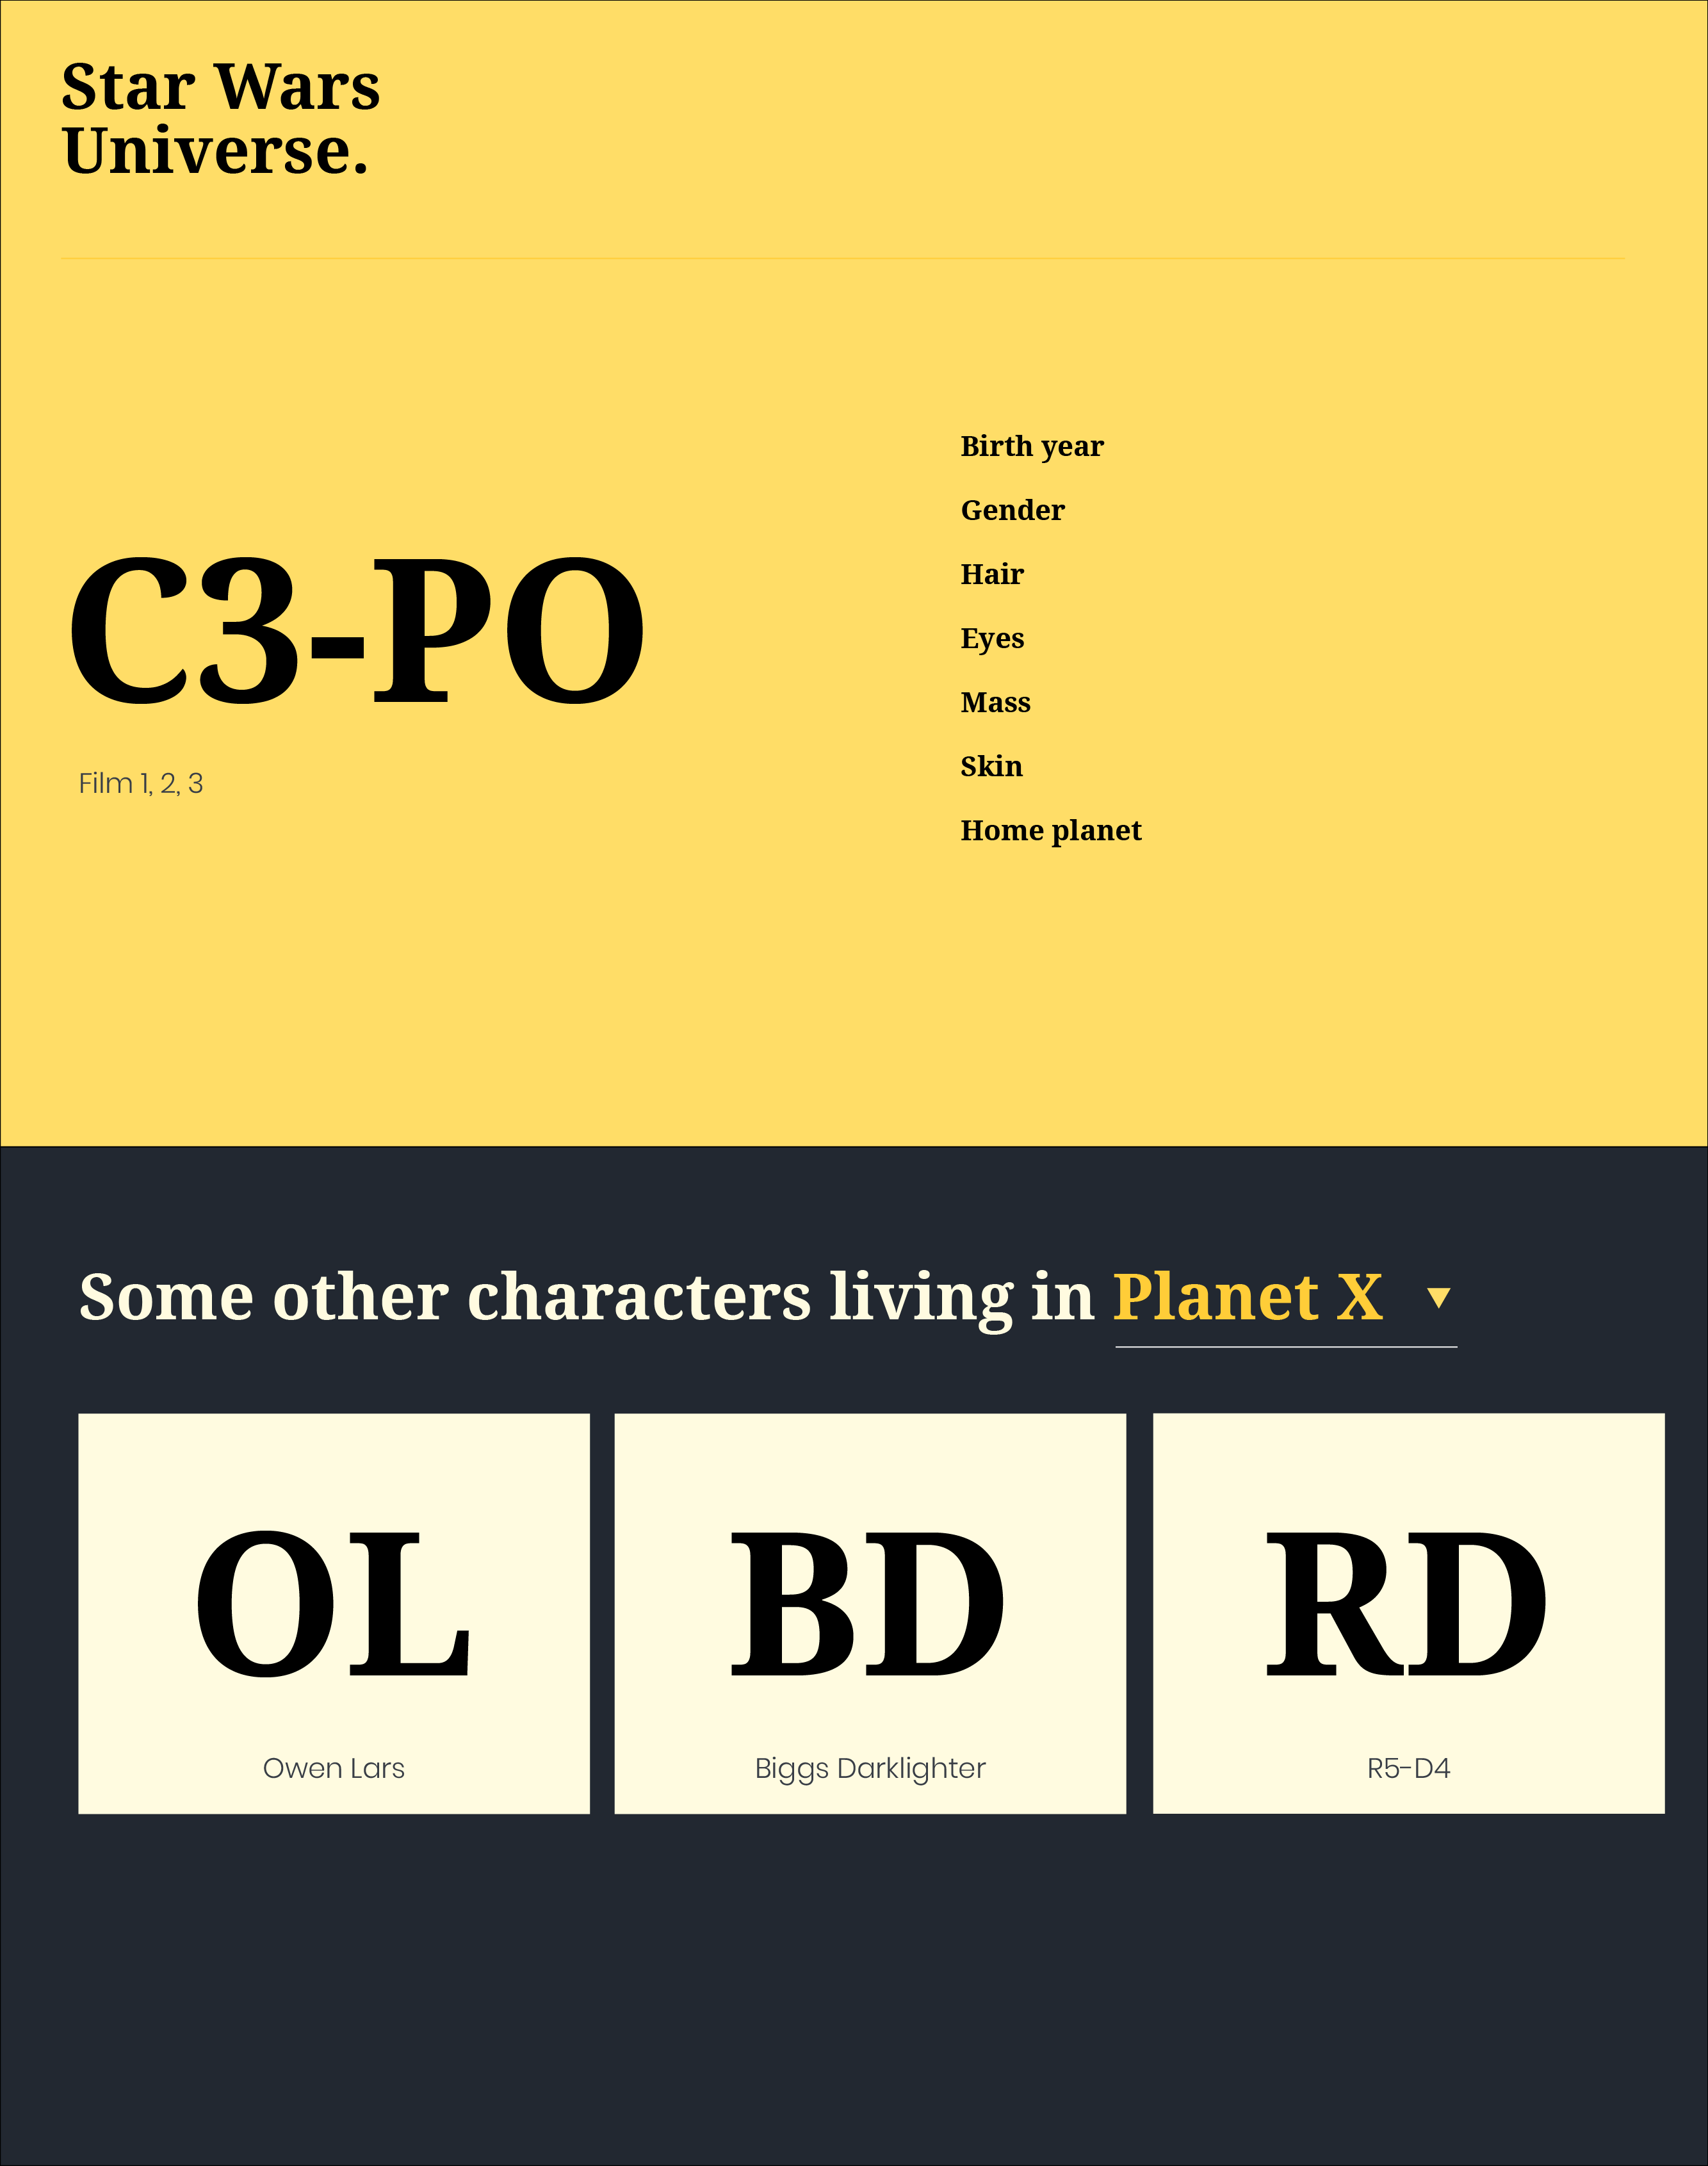 Star Wars
Universe.
C3-PO
Film 1, 2, 3
Birth year
Gender
Hair
Eyes
Mass
Skin
Home planet
Some other characters living in Planet X
OL
Owen Lars
BD
Biggs Darklighter
RD
R5-D4